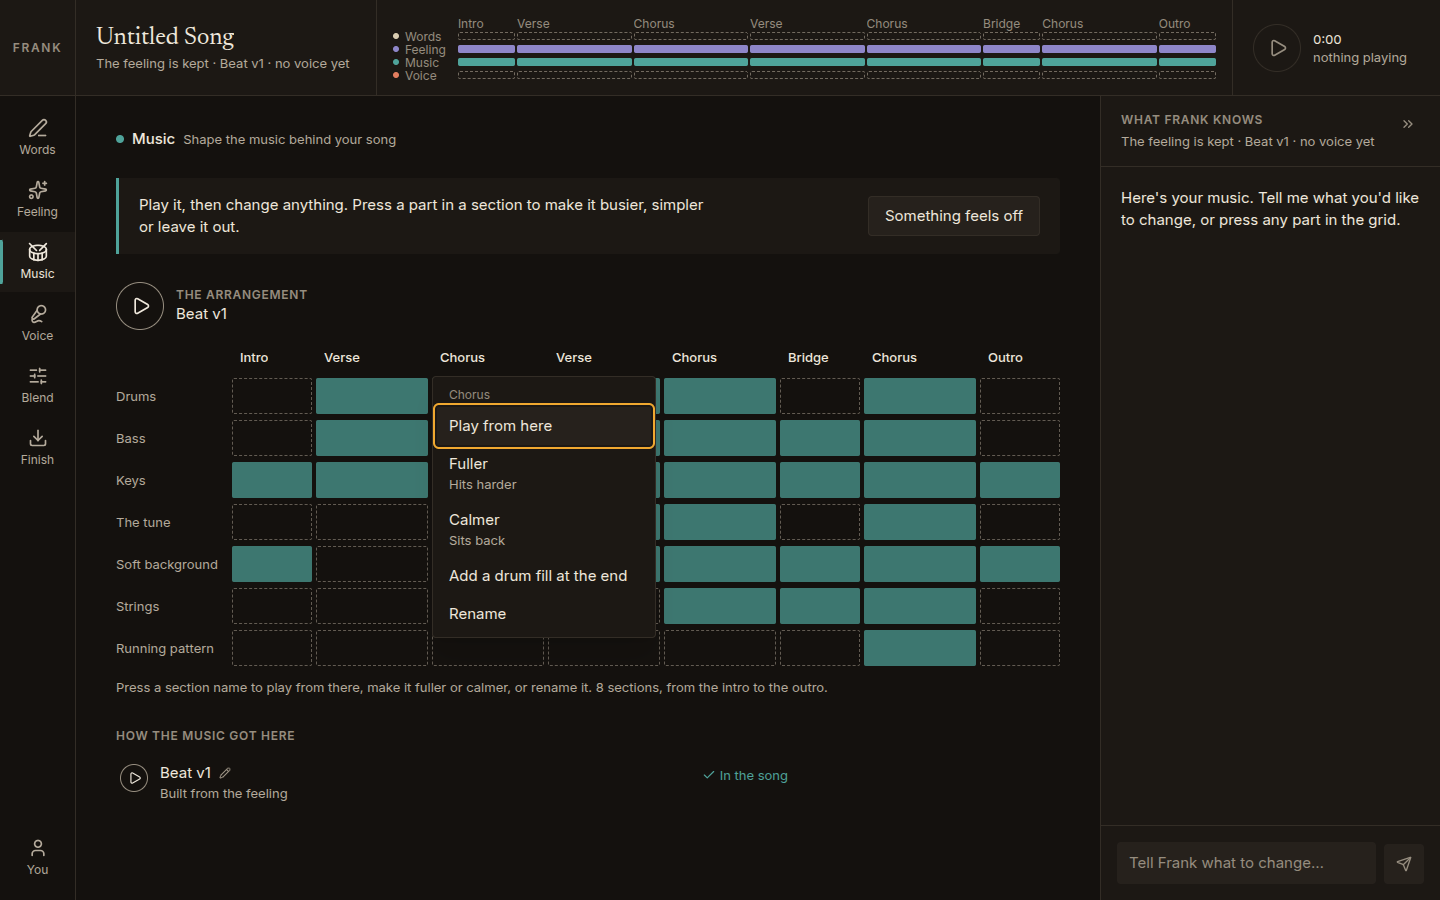 FRANK
Untitled Song
The feeling is kept · Beat v1 · no voice yet
Intro Verse Chorus Verse Chorus Bridge Chorus Outro
Words
Feeling
Music
Voice
0:00
nothing playing
Words
Feeling
Music
Voice
Blend
Finish
You
Music Shape the music behind your song
Play it, then change anything. Press a part in a section to make it busier, simpler
or leave it out.
Something feels off
THE ARRANGEMENT
Beat v1
Intro Verse Chorus Verse Chorus Bridge Chorus Outro
Drums
Bass
Keys
The tune
Soft background
Strings
Running pattern
Chorus
Play from here
Fuller
Hits harder
Calmer
Sits back
Add a drum fill at the end
Rename
Press a section name to play from there, make it fuller or calmer, or rename it. 8 sections, from the intro to the outro.
HOW THE MUSIC GOT HERE
Beat v1
Built from the feeling
In the song
WHAT FRANK KNOWS
The feeling is kept · Beat v1 · no voice yet
Here's your music. Tell me what you'd like
to change, or press any part in the grid.
Tell Frank what to change...